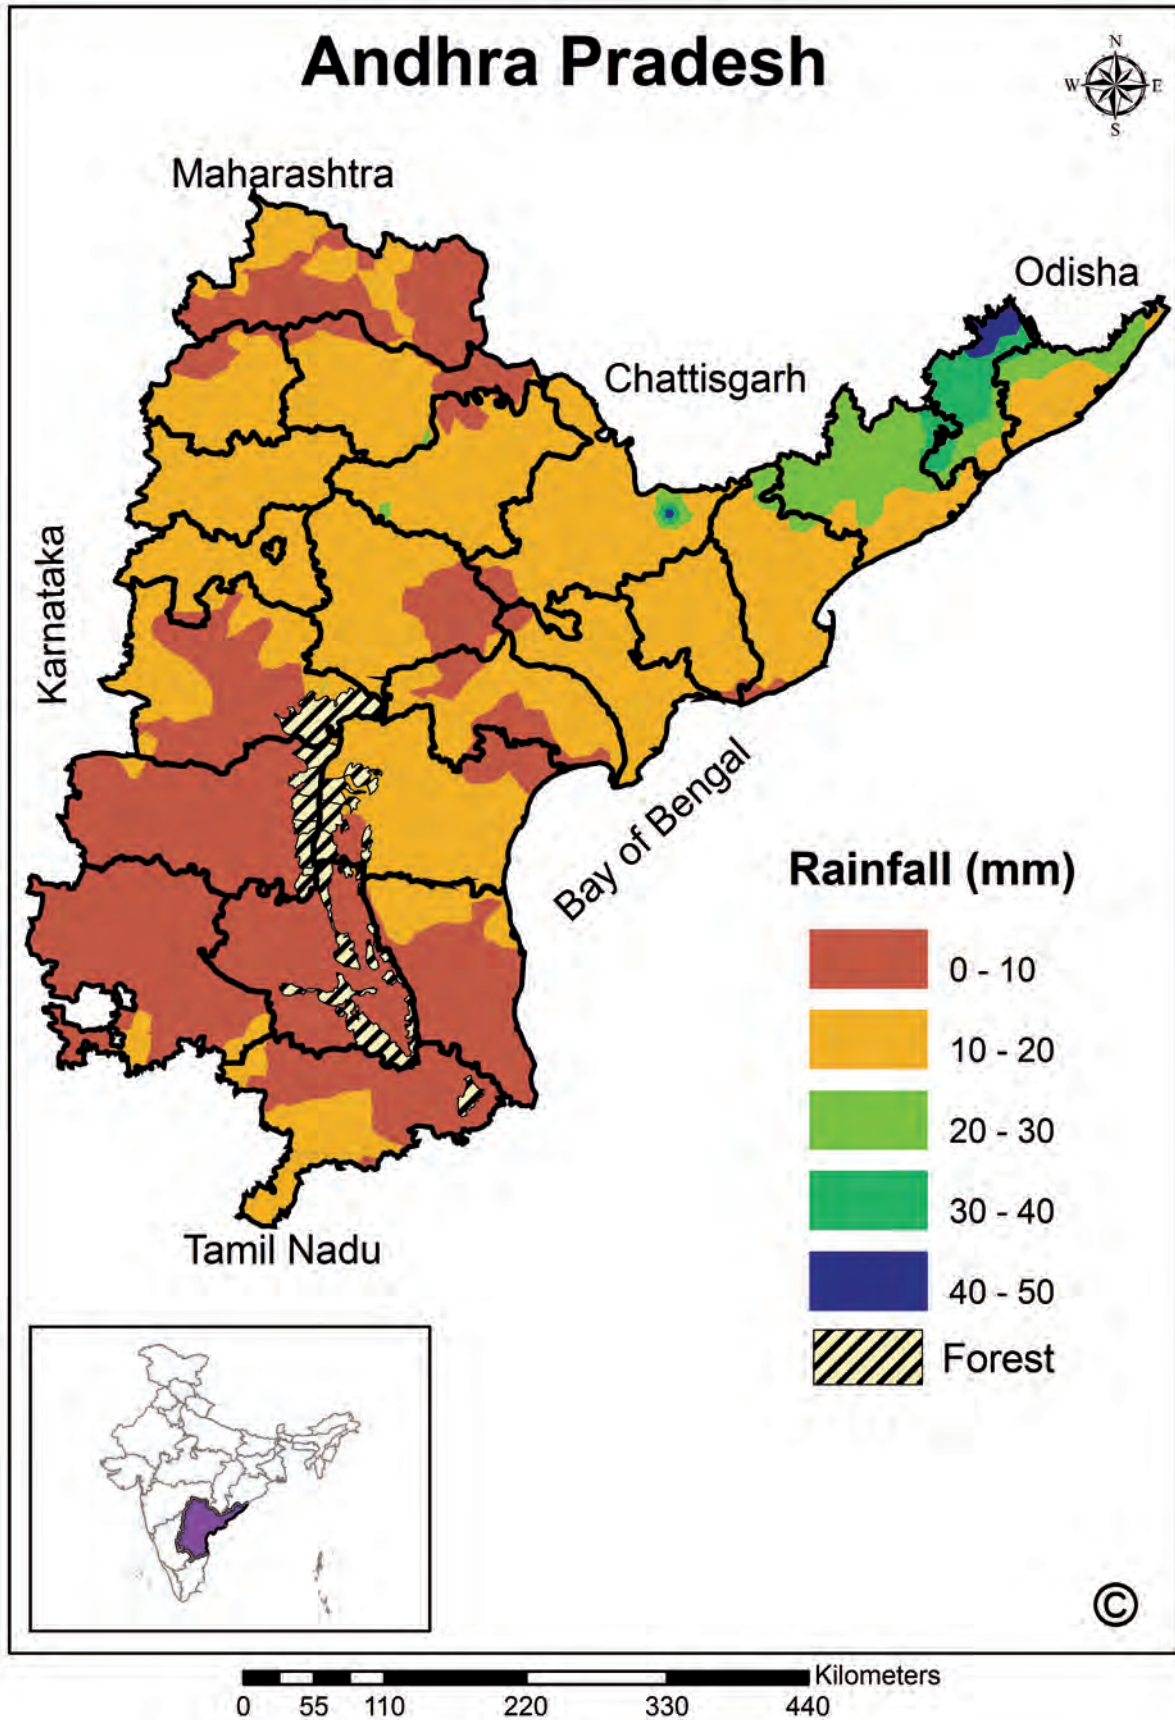 Andhra Pradesh
N
W E
S
Maharashtra
Odisha
Chattisgarh
Karnataka
Bay of Bengal
Tamil Nadu
Rainfall (mm)
0 - 10
10 - 20
20 - 30
30 - 40
40 - 50
Forest
©
Kilometers
0 55 110 220 330 440